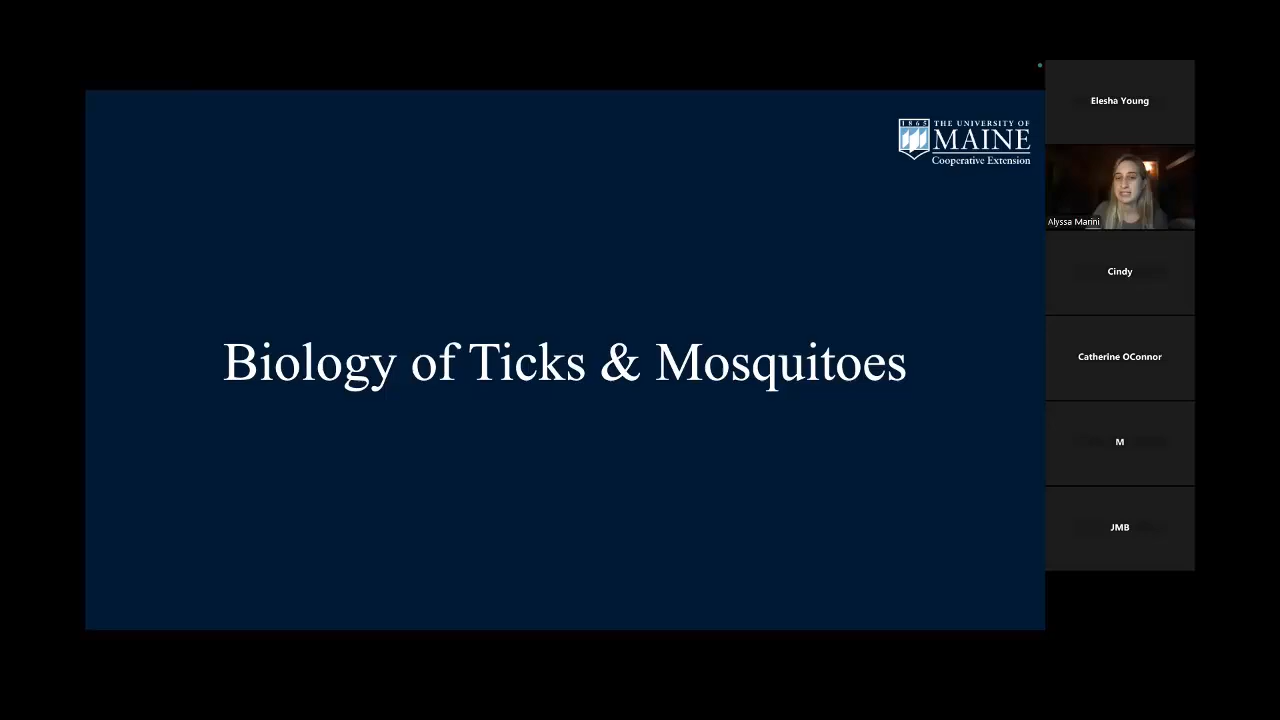 1865
THE UNIVERSITY OF
MAINE
Cooperative Extension
Biology of Ticks & Mosquitoes
Elesha Young
Alyssa Marini
Cindy
Catherine OConnor
M
JMB